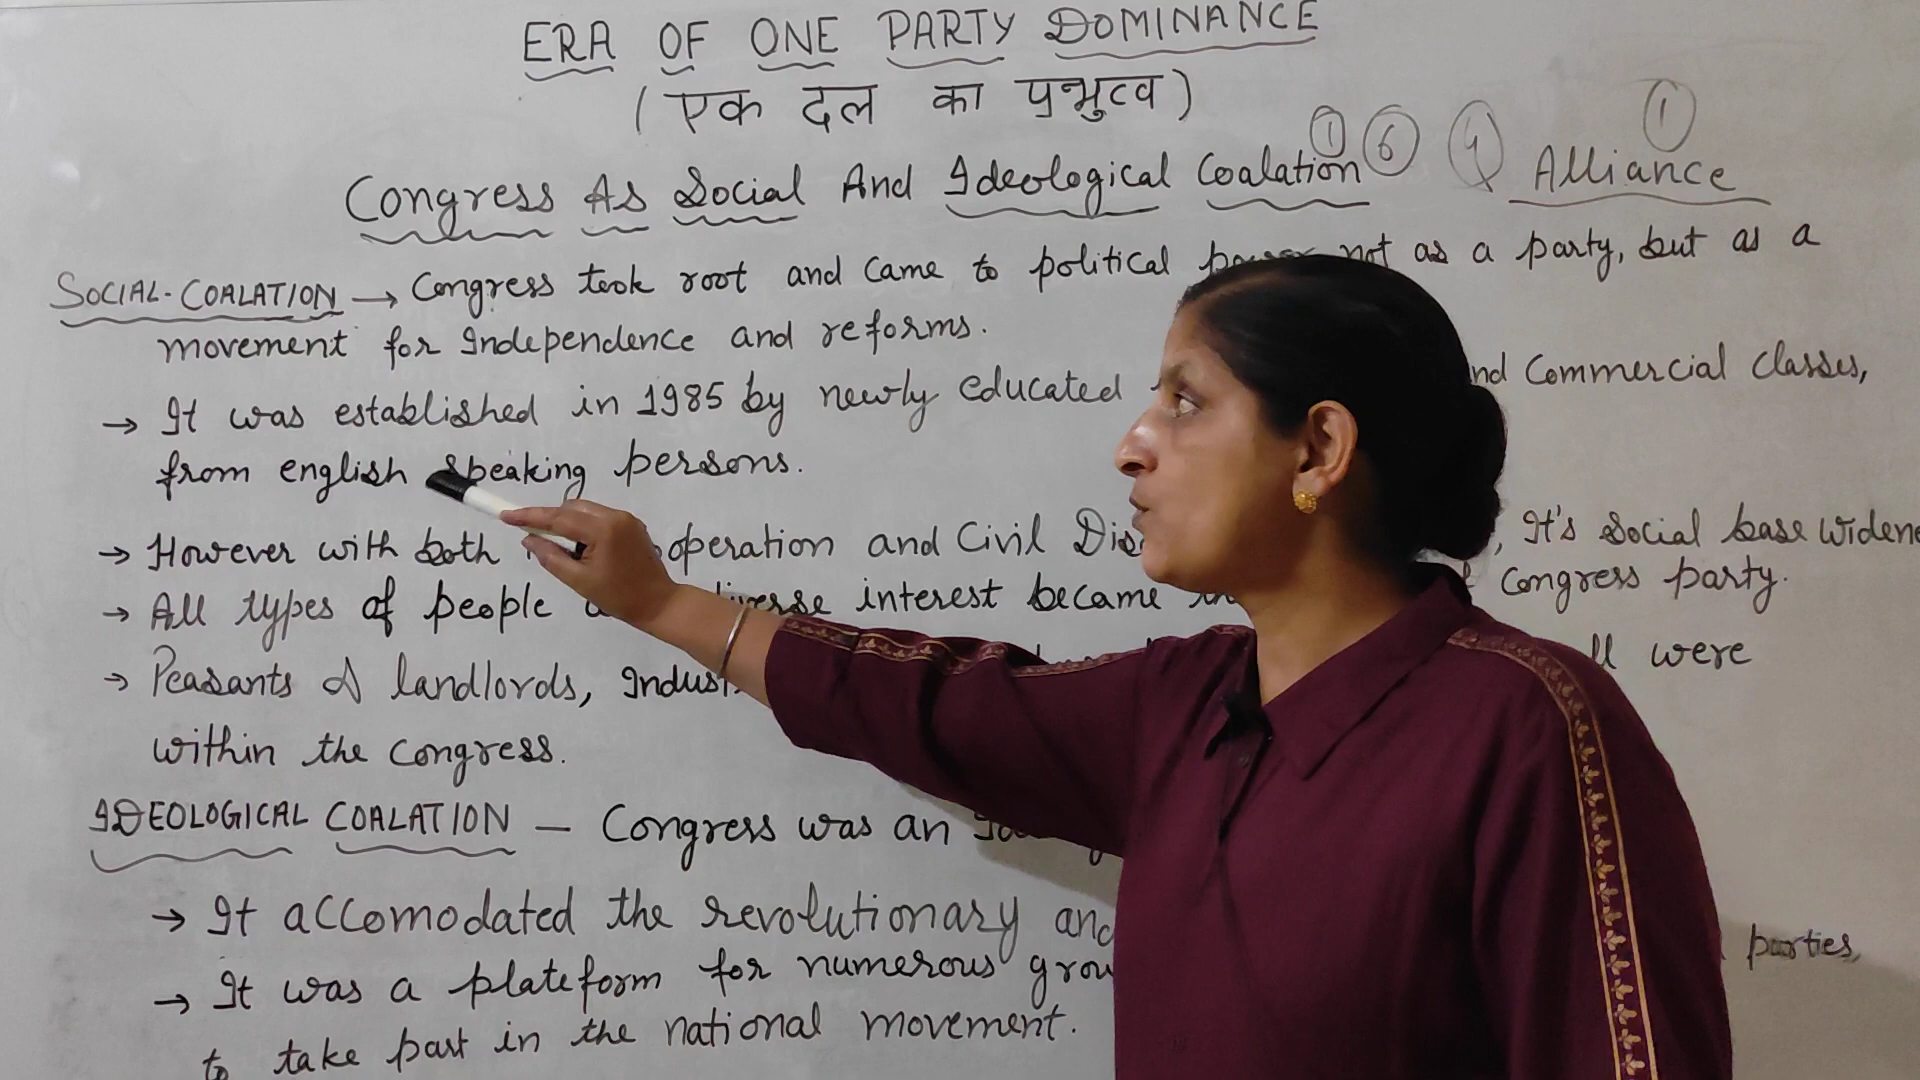 ERA OF ONE PARTY DOMINANCE
(एक दल का प्रभुत्व)
1 6 1
Congress As Social And Ideological Coalation Alliance
SOCIAL-COALATION → Congress took root and came to political power not as a party, but as a
movement for Independence and reforms.
→ It was established in 1985 by newly educated nd Commercial classes,
from english speaking persons.
→ However with both operation and Civil Dis , It's Social base widene
→ All types of people diverse interest became in Congress party.
→ Peasants & landlords, Indust ll were
within the congress.
IDEOLOGICAL COALATION — Congress was an
→ It accomodated the revolutionary and
→ It was a plateform for numerous grou parties,
to take part in the national movement.